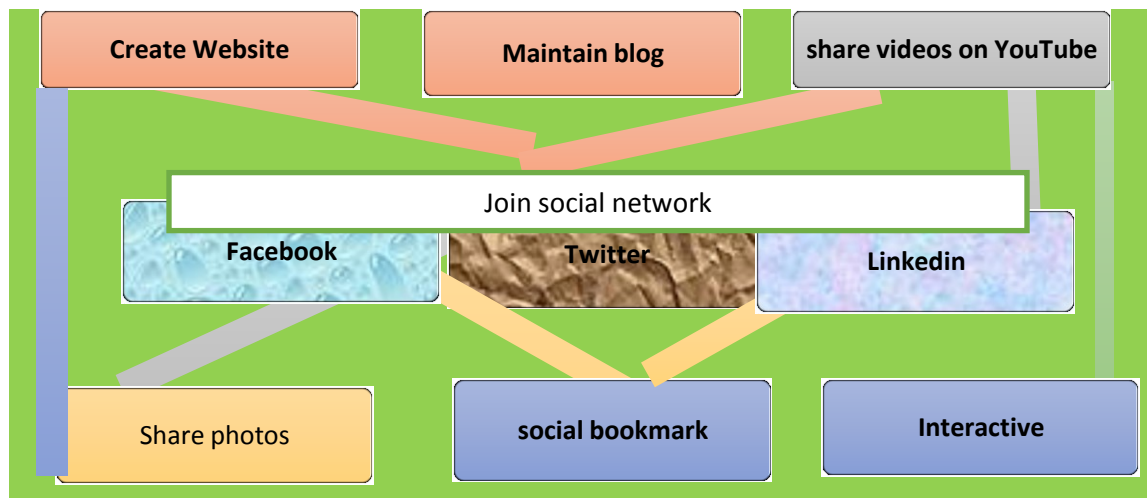 Create Website
Maintain blog
share videos on YouTube
Join social network
Facebook
Twitter
Linkedin
Share photos
social bookmark
Interactive